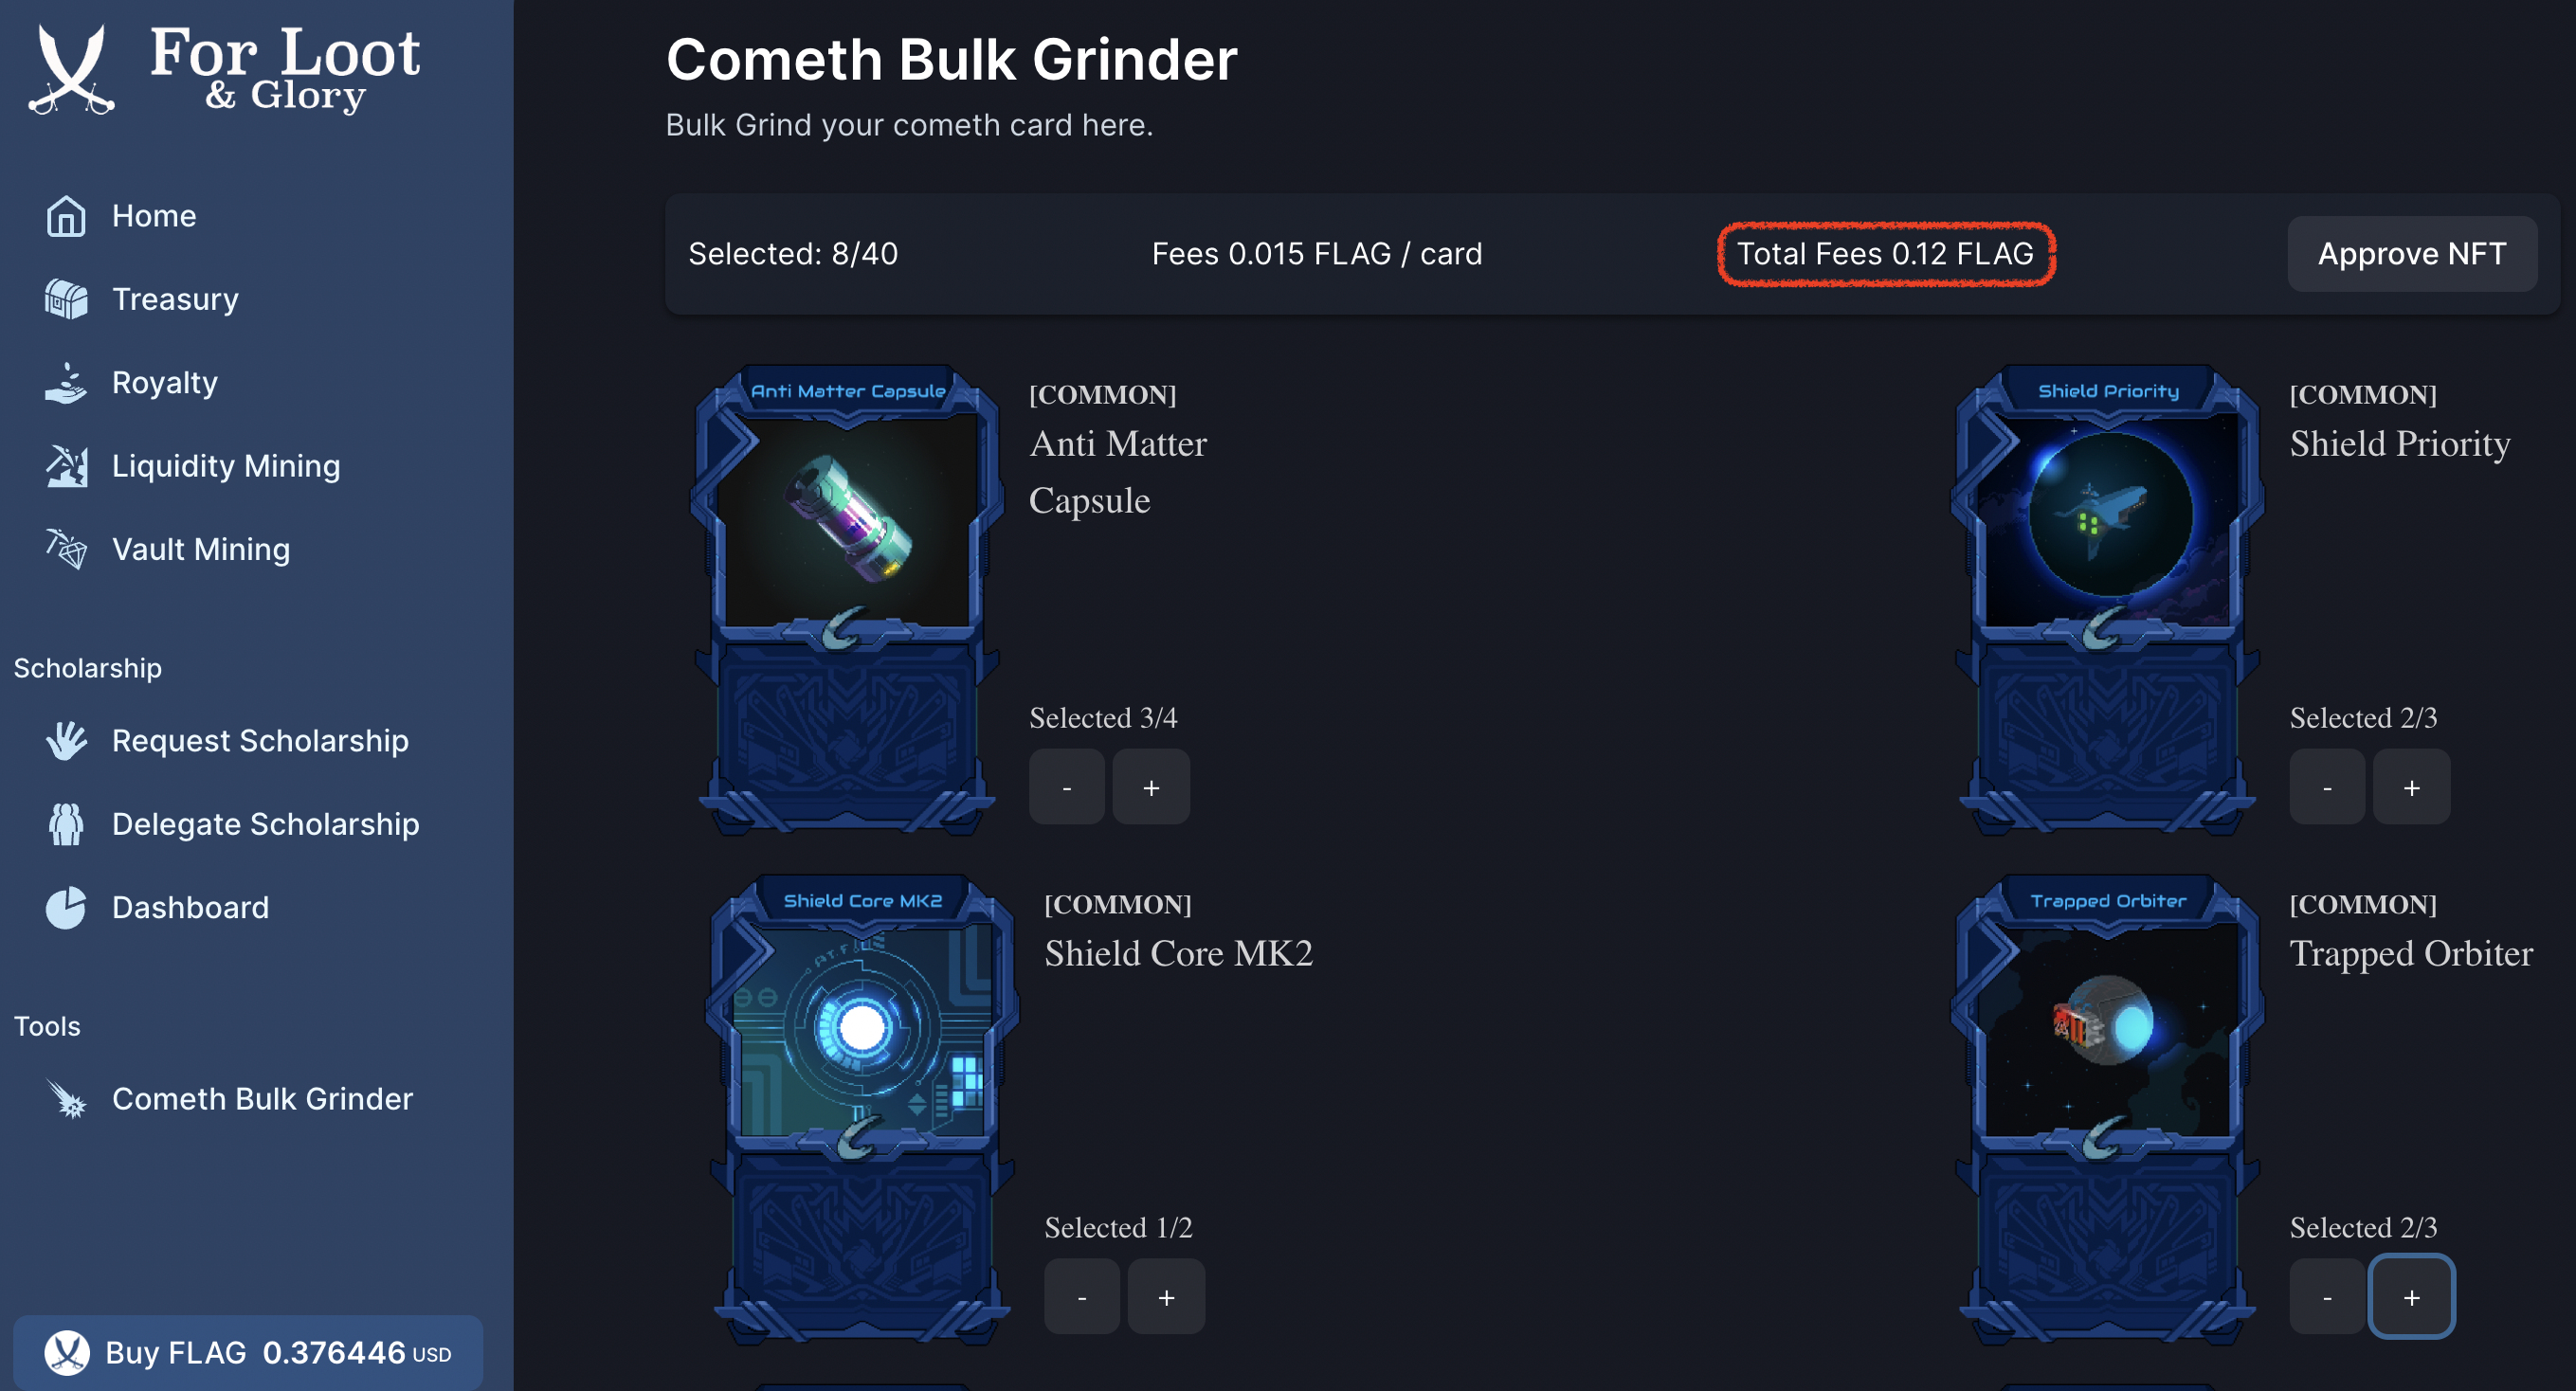 For Loot
& Glory
Home
Treasury
Royalty
Liquidity Mining
Vault Mining
Scholarship
Request Scholarship
Delegate Scholarship
Dashboard
Tools
Cometh Bulk Grinder
Buy FLAG 0.376446 USD
Cometh Bulk Grinder
Bulk Grind your cometh card here.
Selected: 8/40
Fees 0.015 FLAG / card
Total Fees 0.12 FLAG
Approve NFT
Anti Matter Capsule
[COMMON]
Anti Matter
Capsule
Selected 3/4
- +
Shield Priority
[COMMON]
Shield Priority
Selected 2/3
- +
Shield Core MK2
A.T.F
[COMMON]
Shield Core MK2
Selected 1/2
- +
Trapped Orbiter
[COMMON]
Trapped Orbiter
Selected 2/3
- +